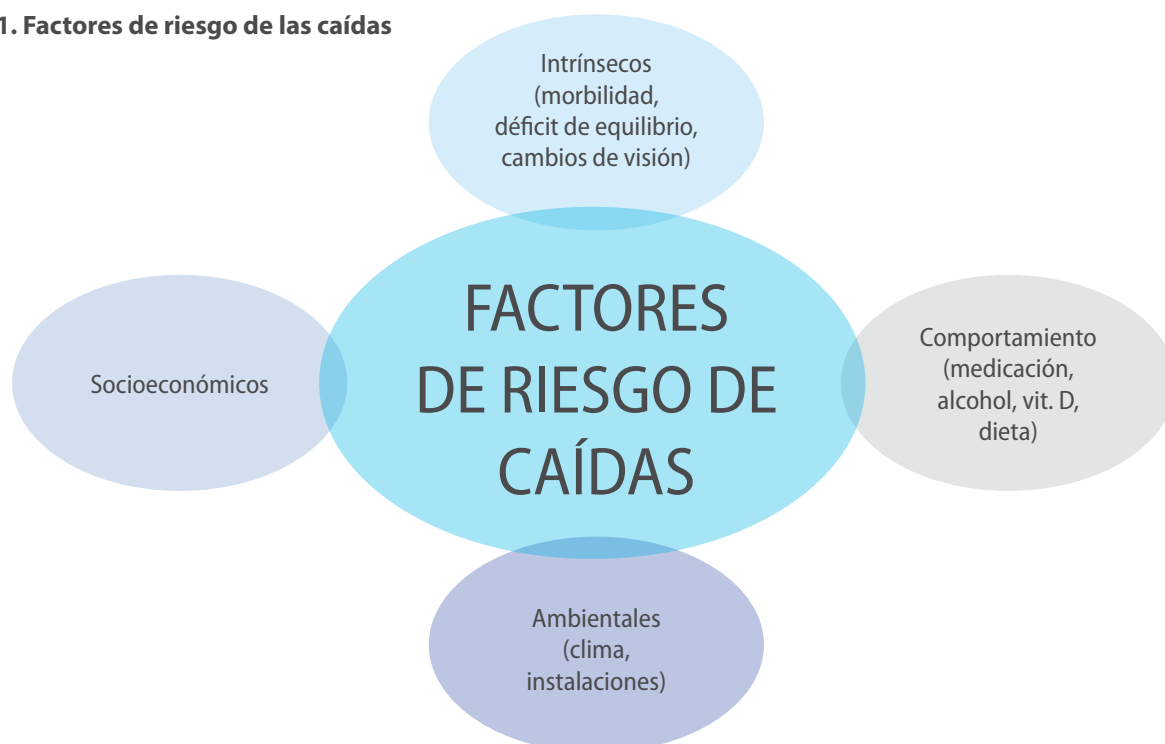 1. Factores de riesgo de las caídas
Intrínsecos
(morbilidad,
déficit de equilibrio,
cambios de visión)
FACTORES
DE RIESGO DE
CAÍDAS
Socioeconómicos
Comportamiento
(medicación,
alcohol, vit. D,
dieta)
Ambientales
(clima,
instalaciones)